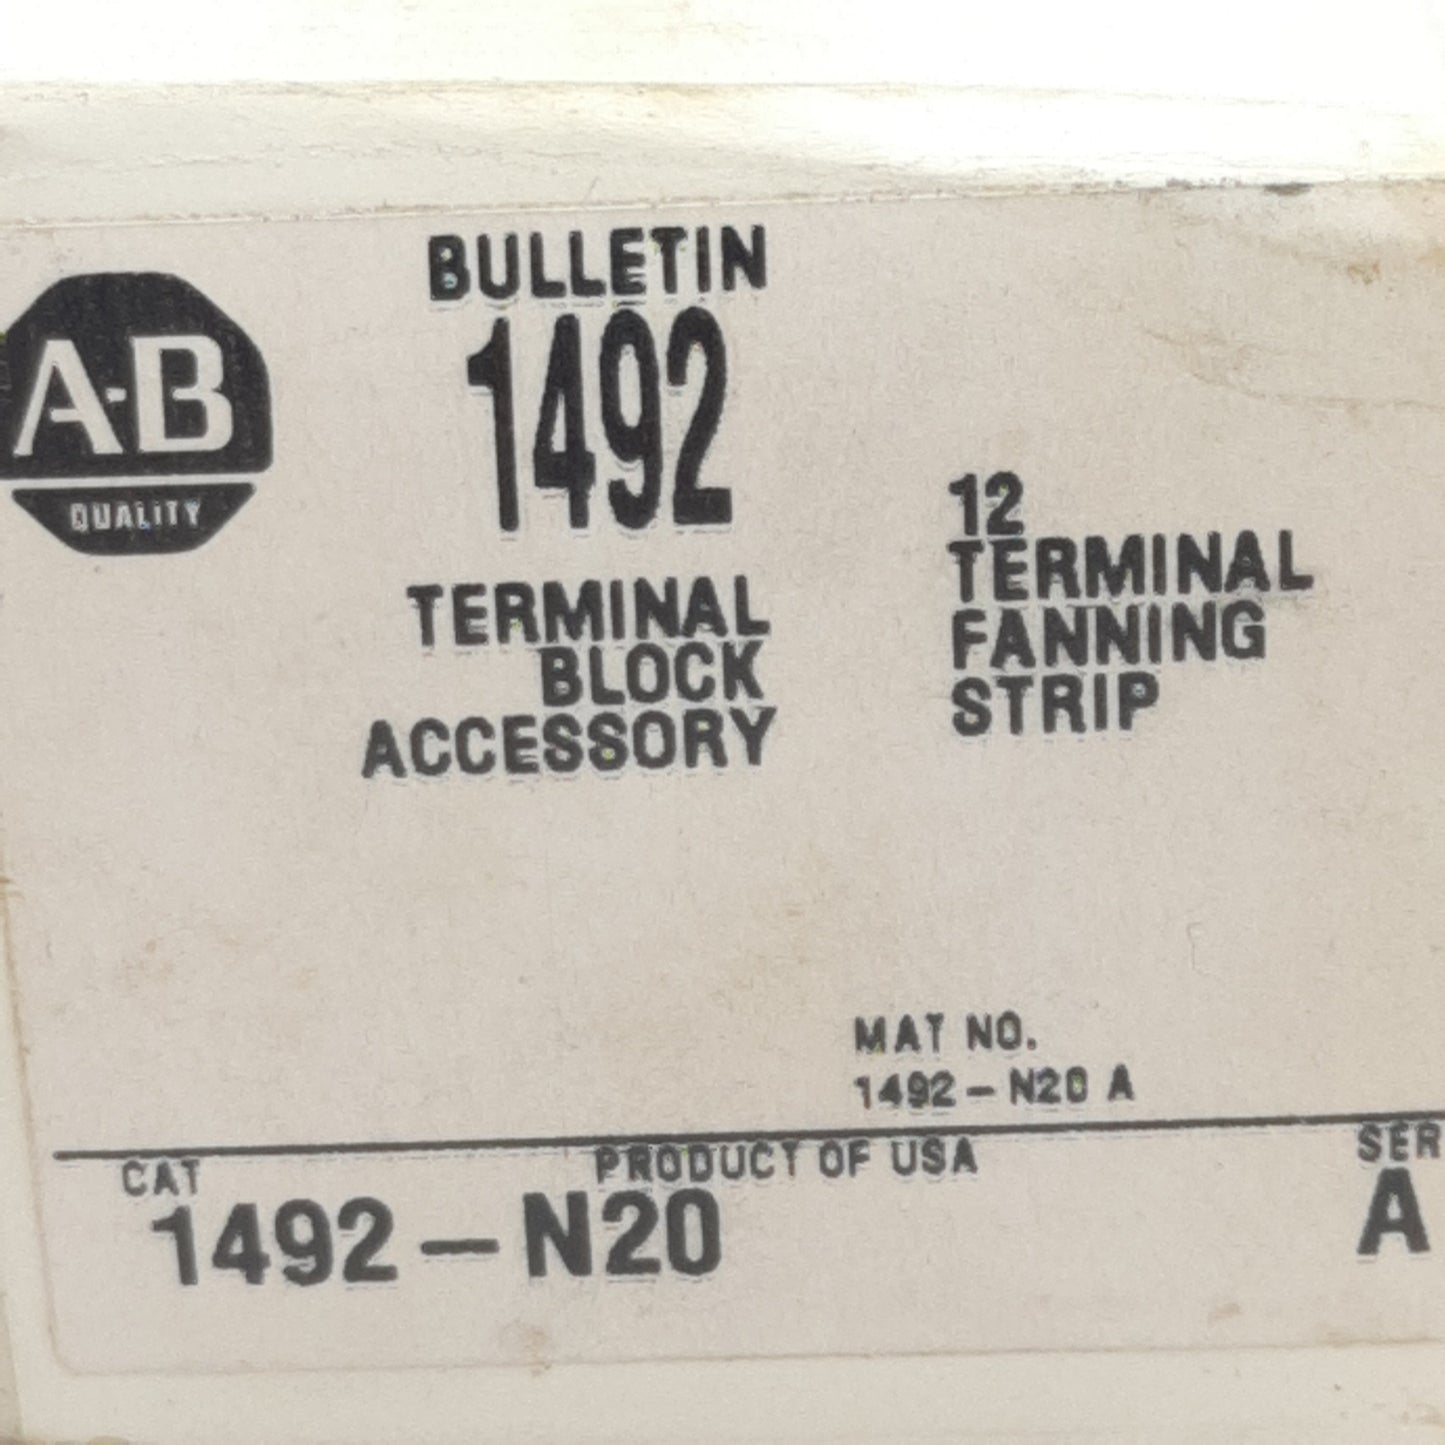 A-B
QUALITY
BULLETIN
1492
TERMINAL
BLOCK
ACCESSORY
12
TERMINAL
FANNING
STRIP
MAT NO.
1492-N20 A
CAT
PRODUCT OF USA
SER
1492-N20
A